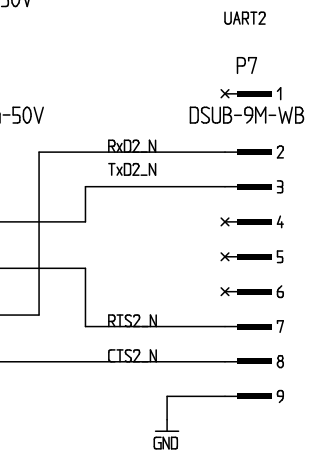 50V
UART2
P7
1
-50V
DSUB-9M-WB
RxD2_N
2
TxD2_N
3
4
5
6
RTS2_N
7
CTS2_N
8
9
GND